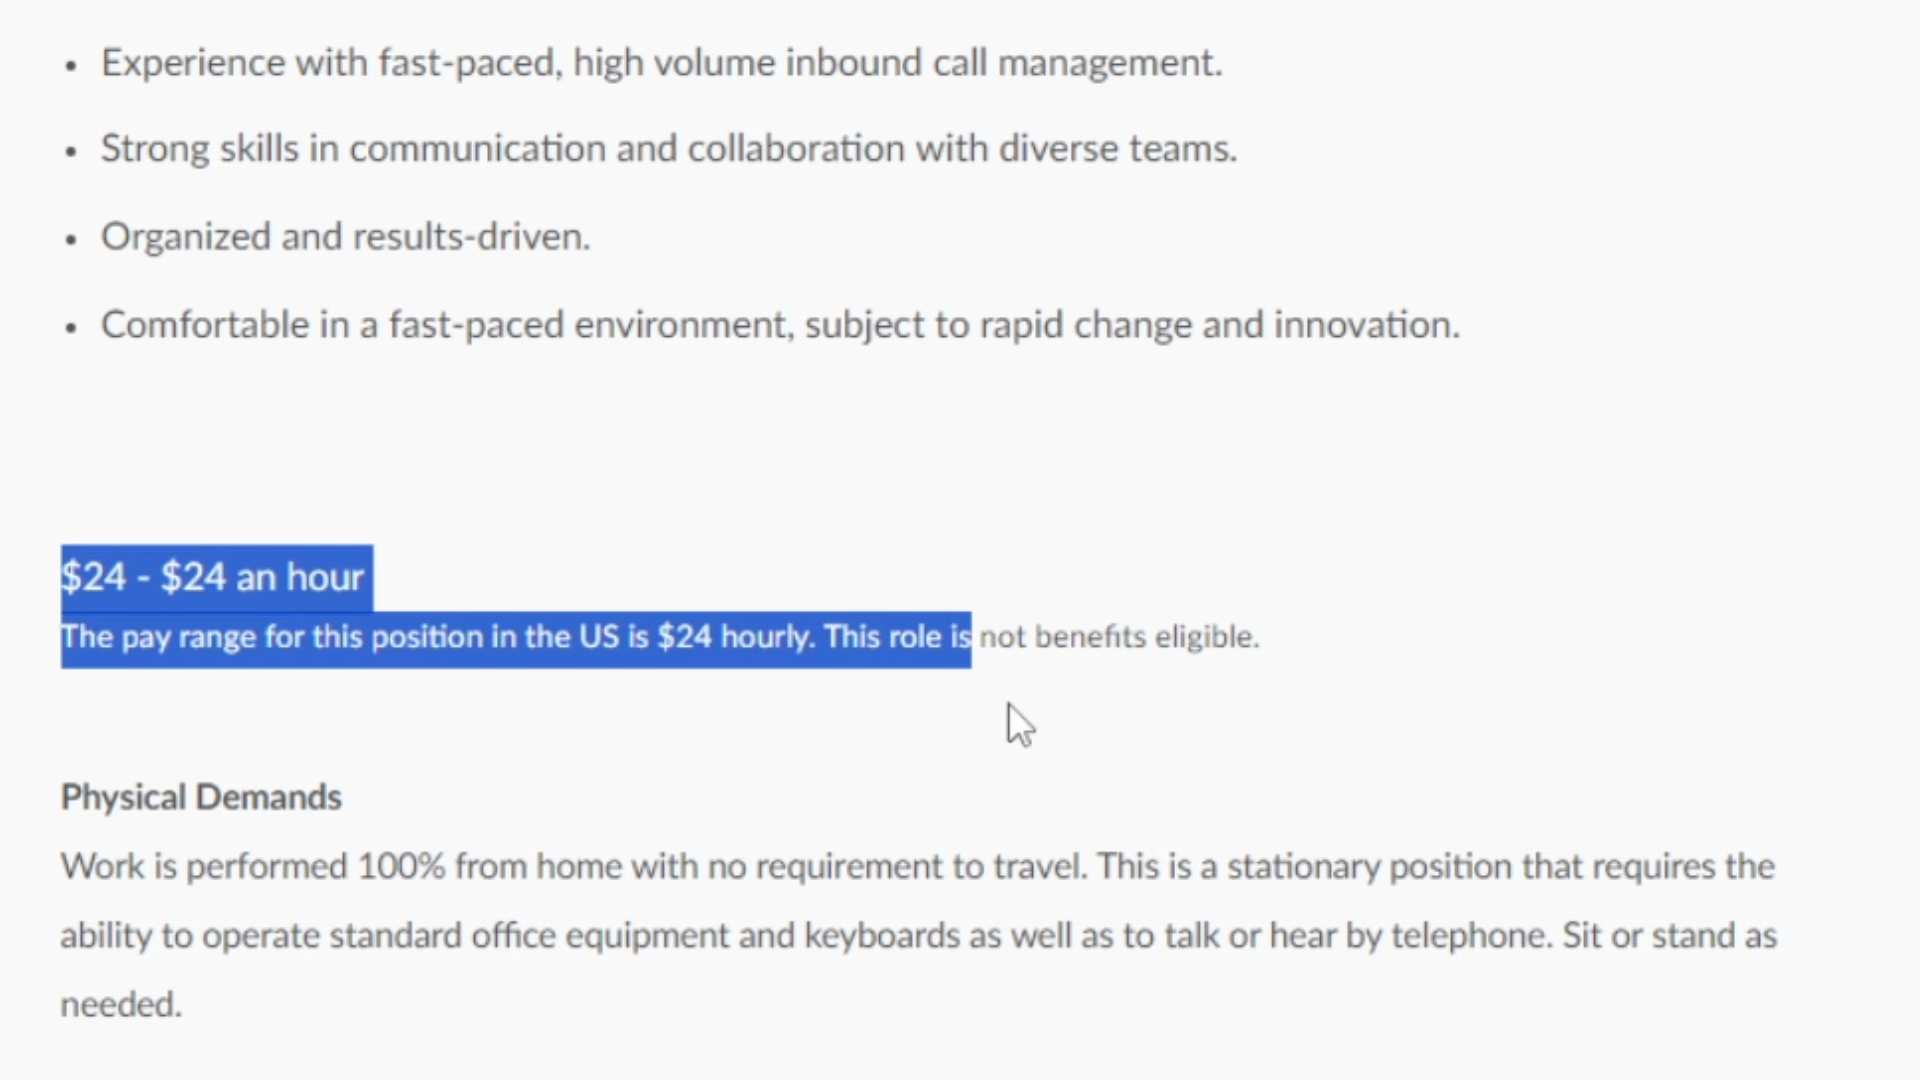 • Experience with fast-paced, high volume inbound call management.
• Strong skills in communication and collaboration with diverse teams.
• Organized and results-driven.
• Comfortable in a fast-paced environment, subject to rapid change and innovation.
$24 - $24 an hour
The pay range for this position in the US is $24 hourly. This role is not benefits eligible.
Physical Demands
Work is performed 100% from home with no requirement to travel. This is a stationary position that requires the
ability to operate standard office equipment and keyboards as well as to talk or hear by telephone. Sit or stand as
needed.